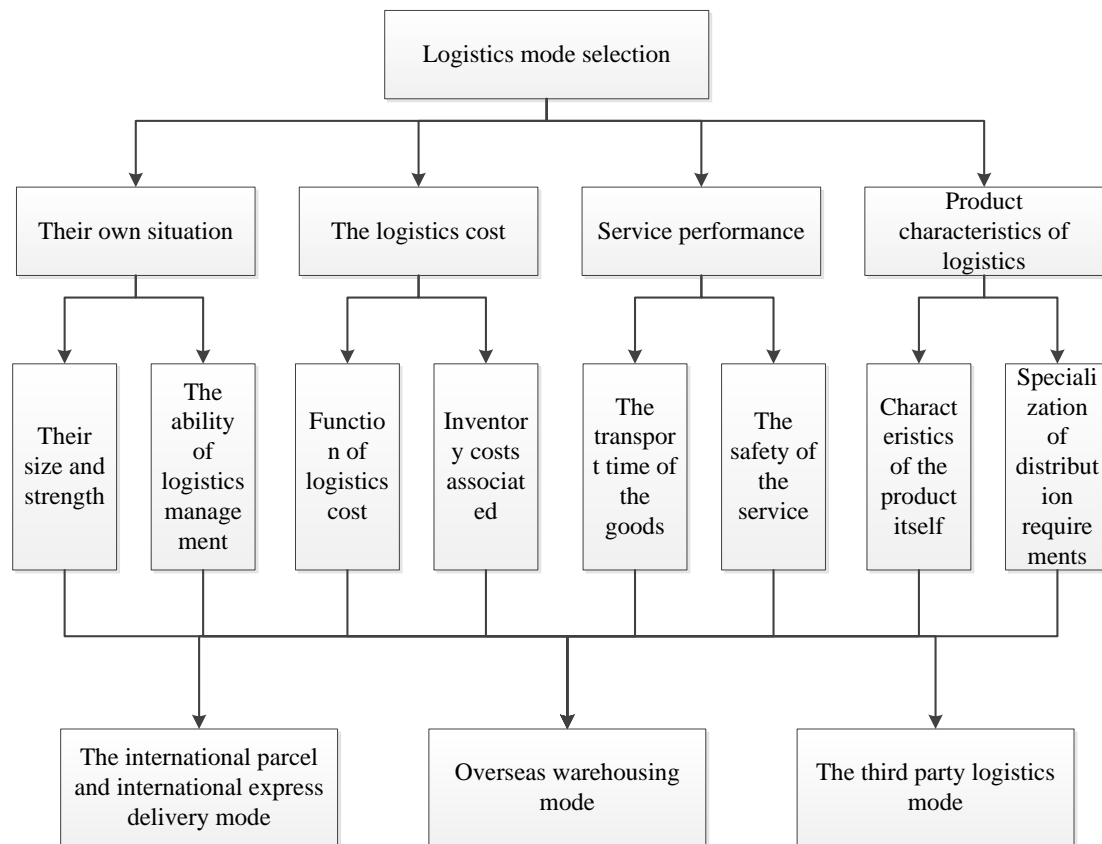 Logistics mode selection
Their own situation
The logistics cost
Service performance
Product
characteristics of
logistics
Their
size and
strength
The
ability
of
logistics
manage
ment
Functio
n of
logistics
cost
Inventor
y costs
associat
ed
The
transpor
t time of
the
goods
The
safety of
the
service
Charact
eristics
of the
product
itself
Speciali
zation
of
distribut
ion
require
ments
The international parcel
and international express
delivery mode
Overseas warehousing
mode
The third party logistics
mode